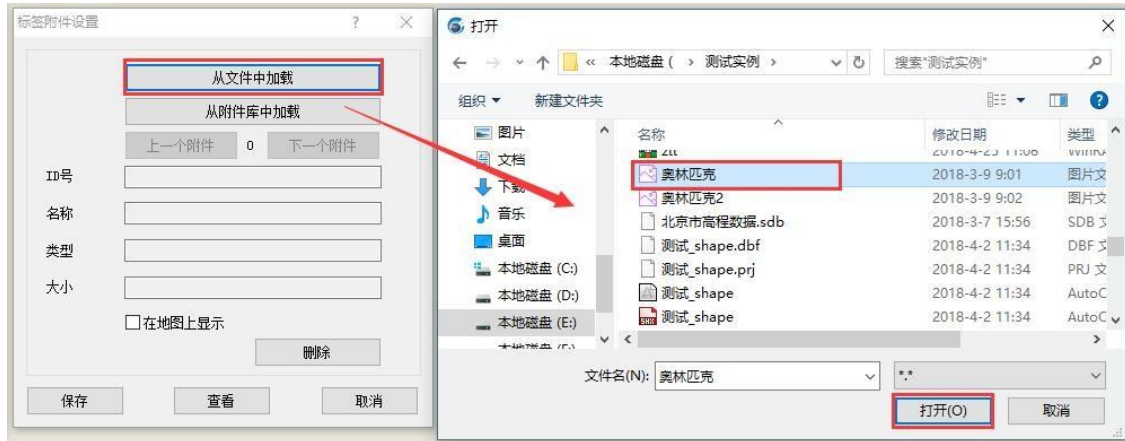 标签附件设置 ? ×
从文件中加载
从附件库中加载
上一个附件 0 下一个附件
ID号
名称
类型
大小
在地图上显示
删除
保存 查看 取消
打开
« 本地磁盘 ( › 测试实例 ›
搜索"测试实例"
组织 新建文件夹
图片
文档
下载
音乐
桌面
本地磁盘 (C:)
本地磁盘 (D:)
本地磁盘 (E:)
名称 修改日期 类型
ztt 2018-4-25 11:06
奥林匹克 2018-3-9 9:01 图片文
奥林匹克2 2018-3-9 9:02 图片文
北京市高程数据.sdb 2018-3-7 15:56 SDB 文
测试_shape.dbf 2018-4-2 11:34 DBF 文
测试_shape.prj 2018-4-2 11:34 PRJ 文
测试_shape 2018-4-2 11:34 AutoC
测试_shape 2018-4-2 11:34 AutoC
文件名(N): 奥林匹克 *.*
打开(O) 取消